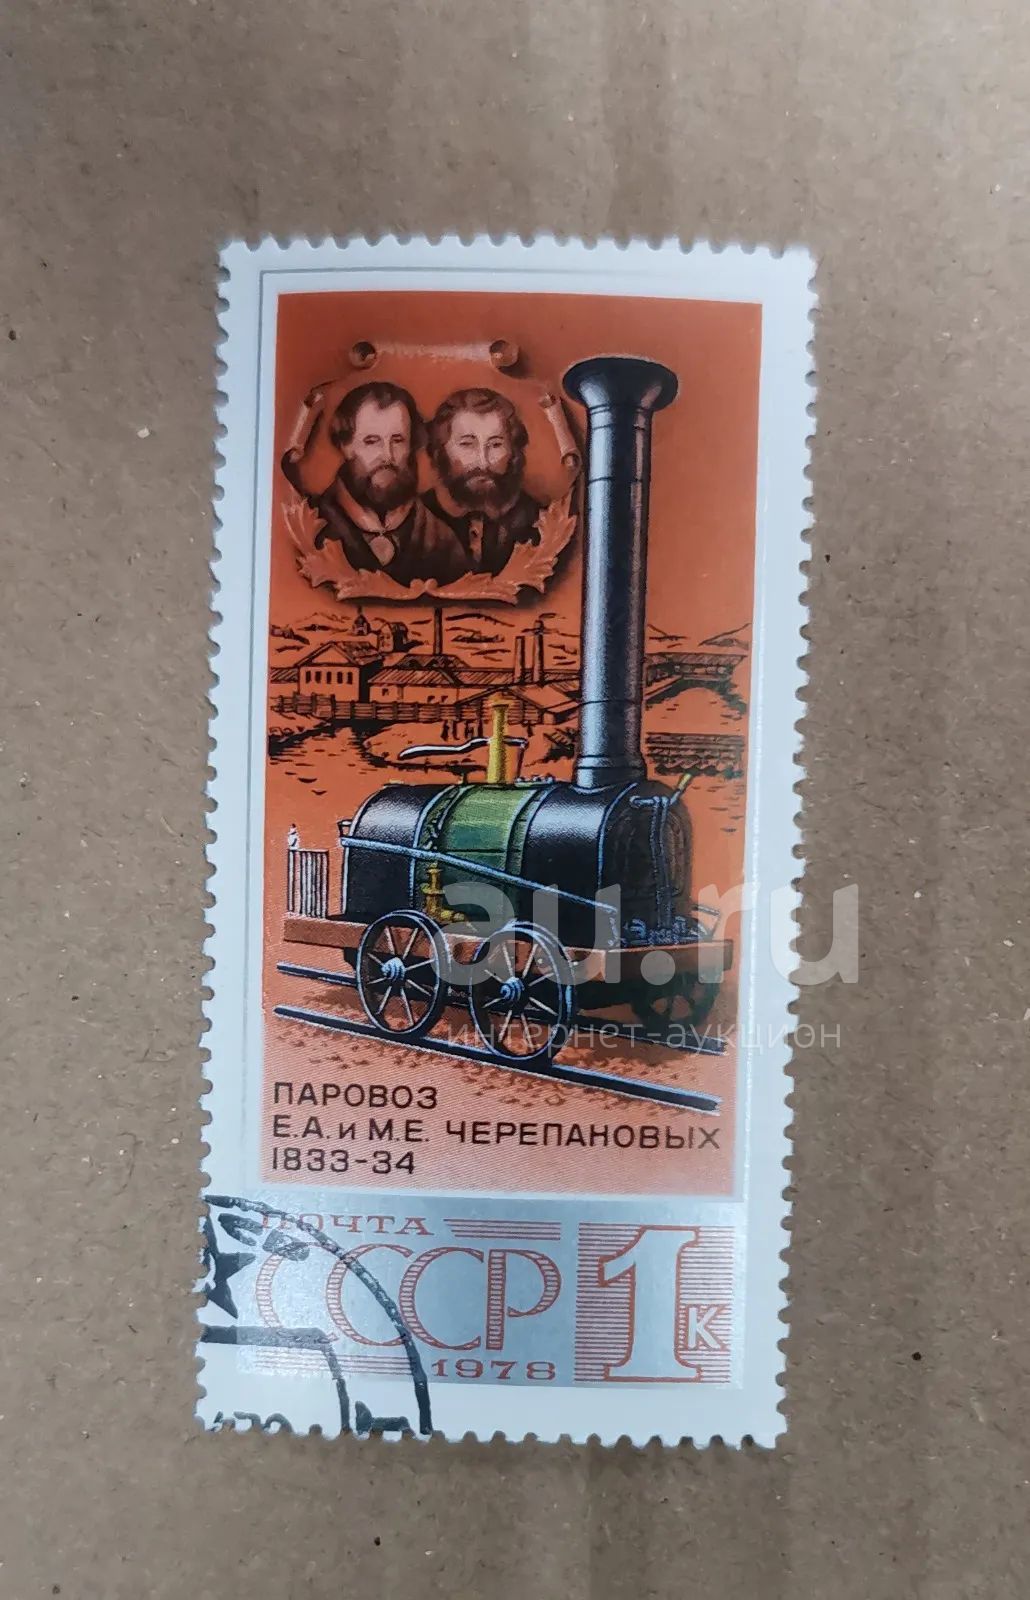 ПАРОВОЗ
Е.А. и М.Е. ЧЕРЕПАНОВЫХ
1833-34
ПОЧТА
СССР
1978
1 К
au.ru
интернет-аукцион